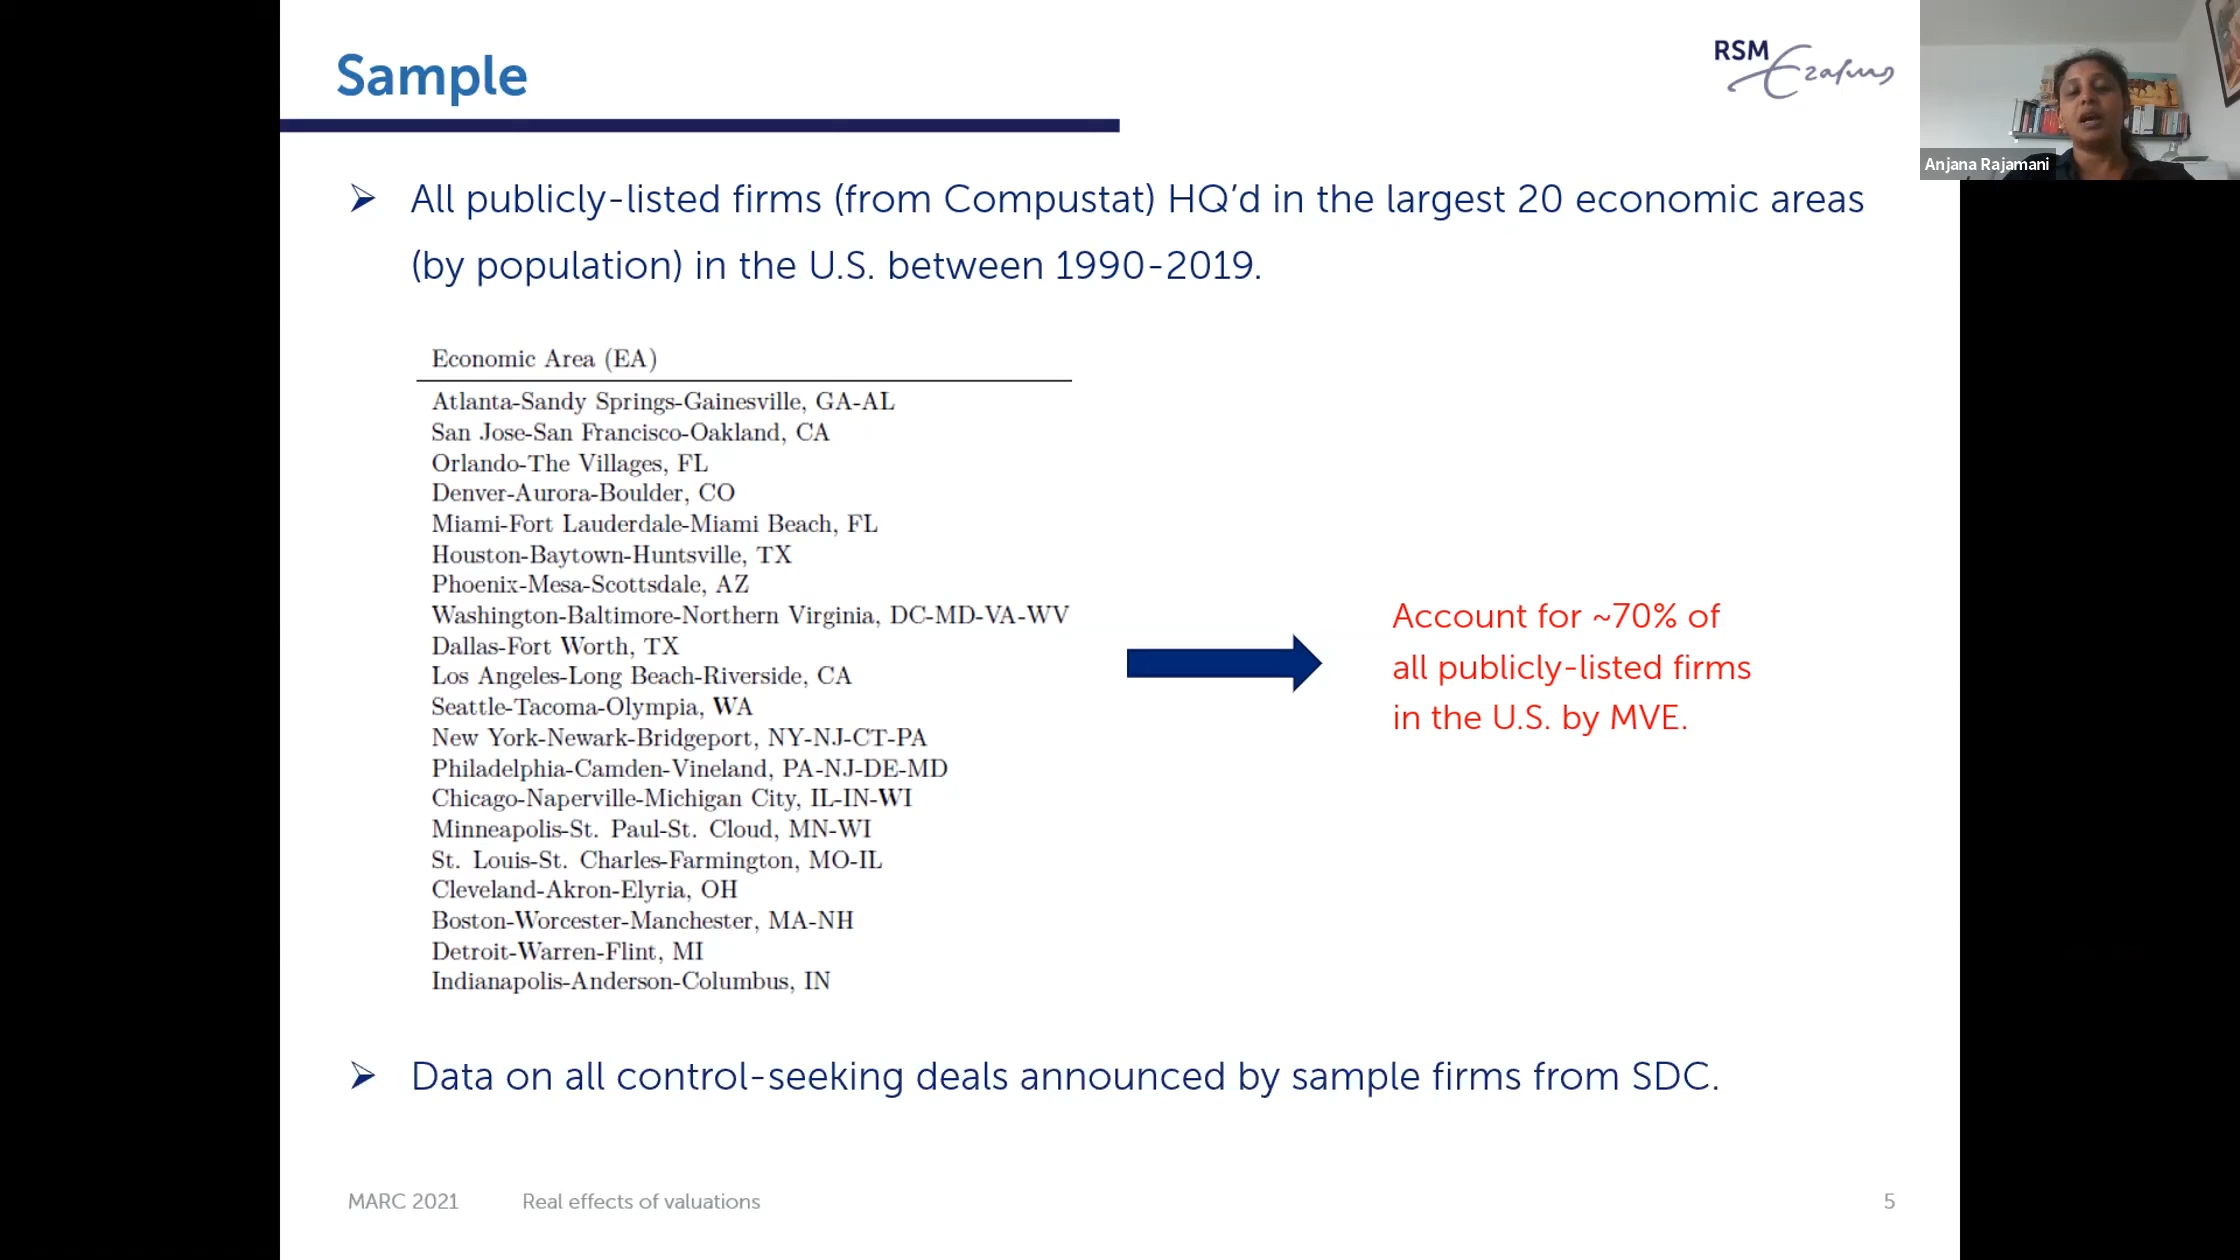 Sample
RSM
Erasmus
Anjana Rajamani
➢ All publicly-listed firms (from Compustat) HQ’d in the largest 20 economic areas
(by population) in the U.S. between 1990-2019.
Economic Area (EA)
Atlanta-Sandy Springs-Gainesville, GA-AL
San Jose-San Francisco-Oakland, CA
Orlando-The Villages, FL
Denver-Aurora-Boulder, CO
Miami-Fort Lauderdale-Miami Beach, FL
Houston-Baytown-Huntsville, TX
Phoenix-Mesa-Scottsdale, AZ
Washington-Baltimore-Northern Virginia, DC-MD-VA-WV
Dallas-Fort Worth, TX
Los Angeles-Long Beach-Riverside, CA
Seattle-Tacoma-Olympia, WA
New York-Newark-Bridgeport, NY-NJ-CT-PA
Philadelphia-Camden-Vineland, PA-NJ-DE-MD
Chicago-Naperville-Michigan City, IL-IN-WI
Minneapolis-St. Paul-St. Cloud, MN-WI
St. Louis-St. Charles-Farmington, MO-IL
Cleveland-Akron-Elyria, OH
Boston-Worcester-Manchester, MA-NH
Detroit-Warren-Flint, MI
Indianapolis-Anderson-Columbus, IN
Account for ~70% of
all publicly-listed firms
in the U.S. by MVE.
➢ Data on all control-seeking deals announced by sample firms from SDC.
MARC 2021 Real effects of valuations 5